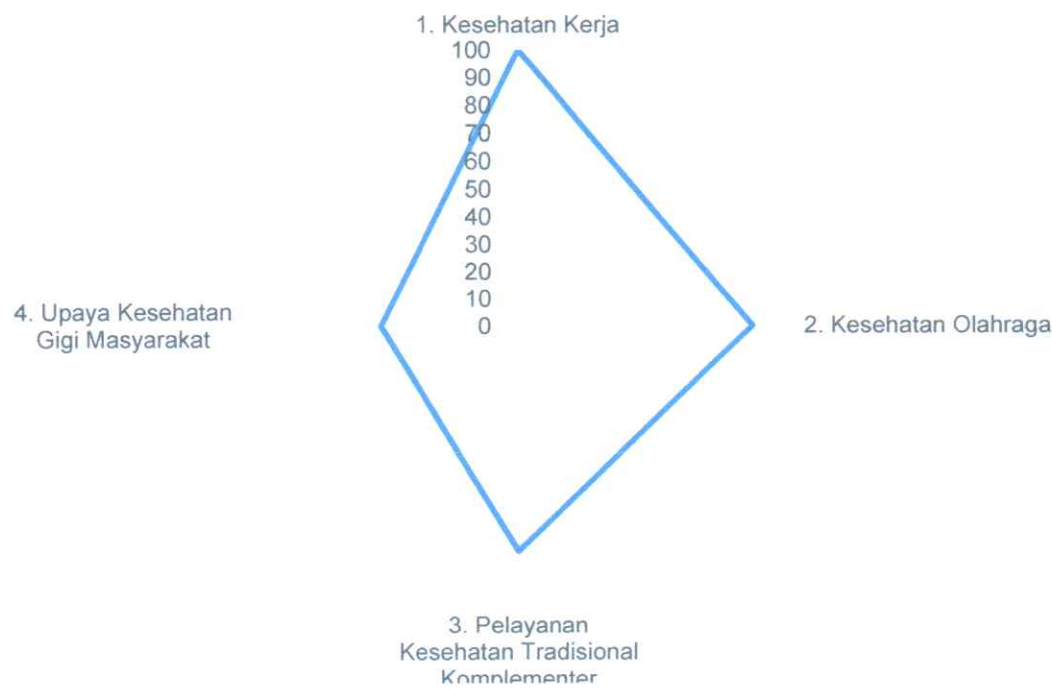 1. Kesehatan Kerja
100
90
80
70
60
50
40
30
20
10
0
2. Kesehatan Olahraga
3. Pelayanan
Kesehatan Tradisional
Komplementer
4. Upaya Kesehatan
Gigi Masyarakat